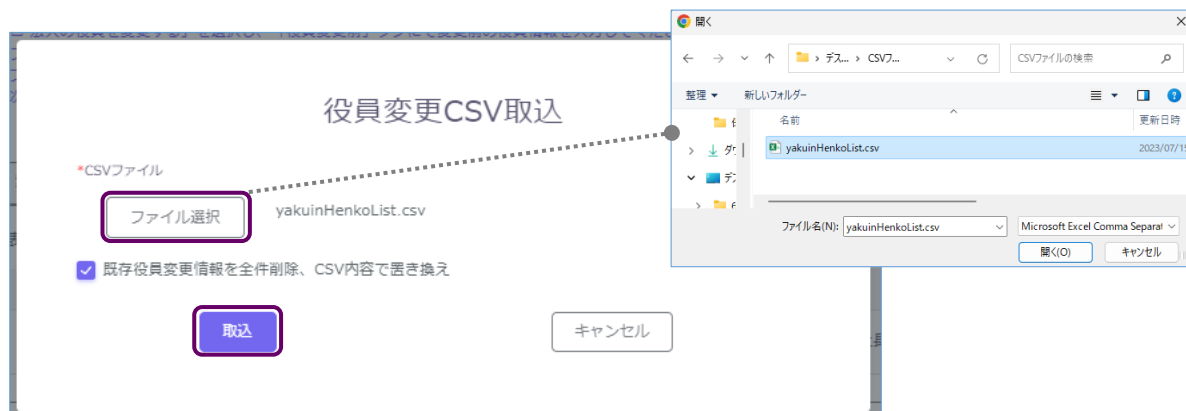 役員変更CSV取込
*CSVファイル
ファイル選択
yakuinHenkoList.csv
既存役員変更情報を全件削除、CSV内容で置き換え
取込
キャンセル
開く
デス... › CSVフ...
CSVファイルの検索
整理
新しいフォルダー
名前
更新日時
ダウ
yakuinHenkoList.csv
2023/07/19
デス
ファイル名(N):
yakuinHenkoList.csv
Microsoft Excel Comma Separat
開く(O)
キャンセル